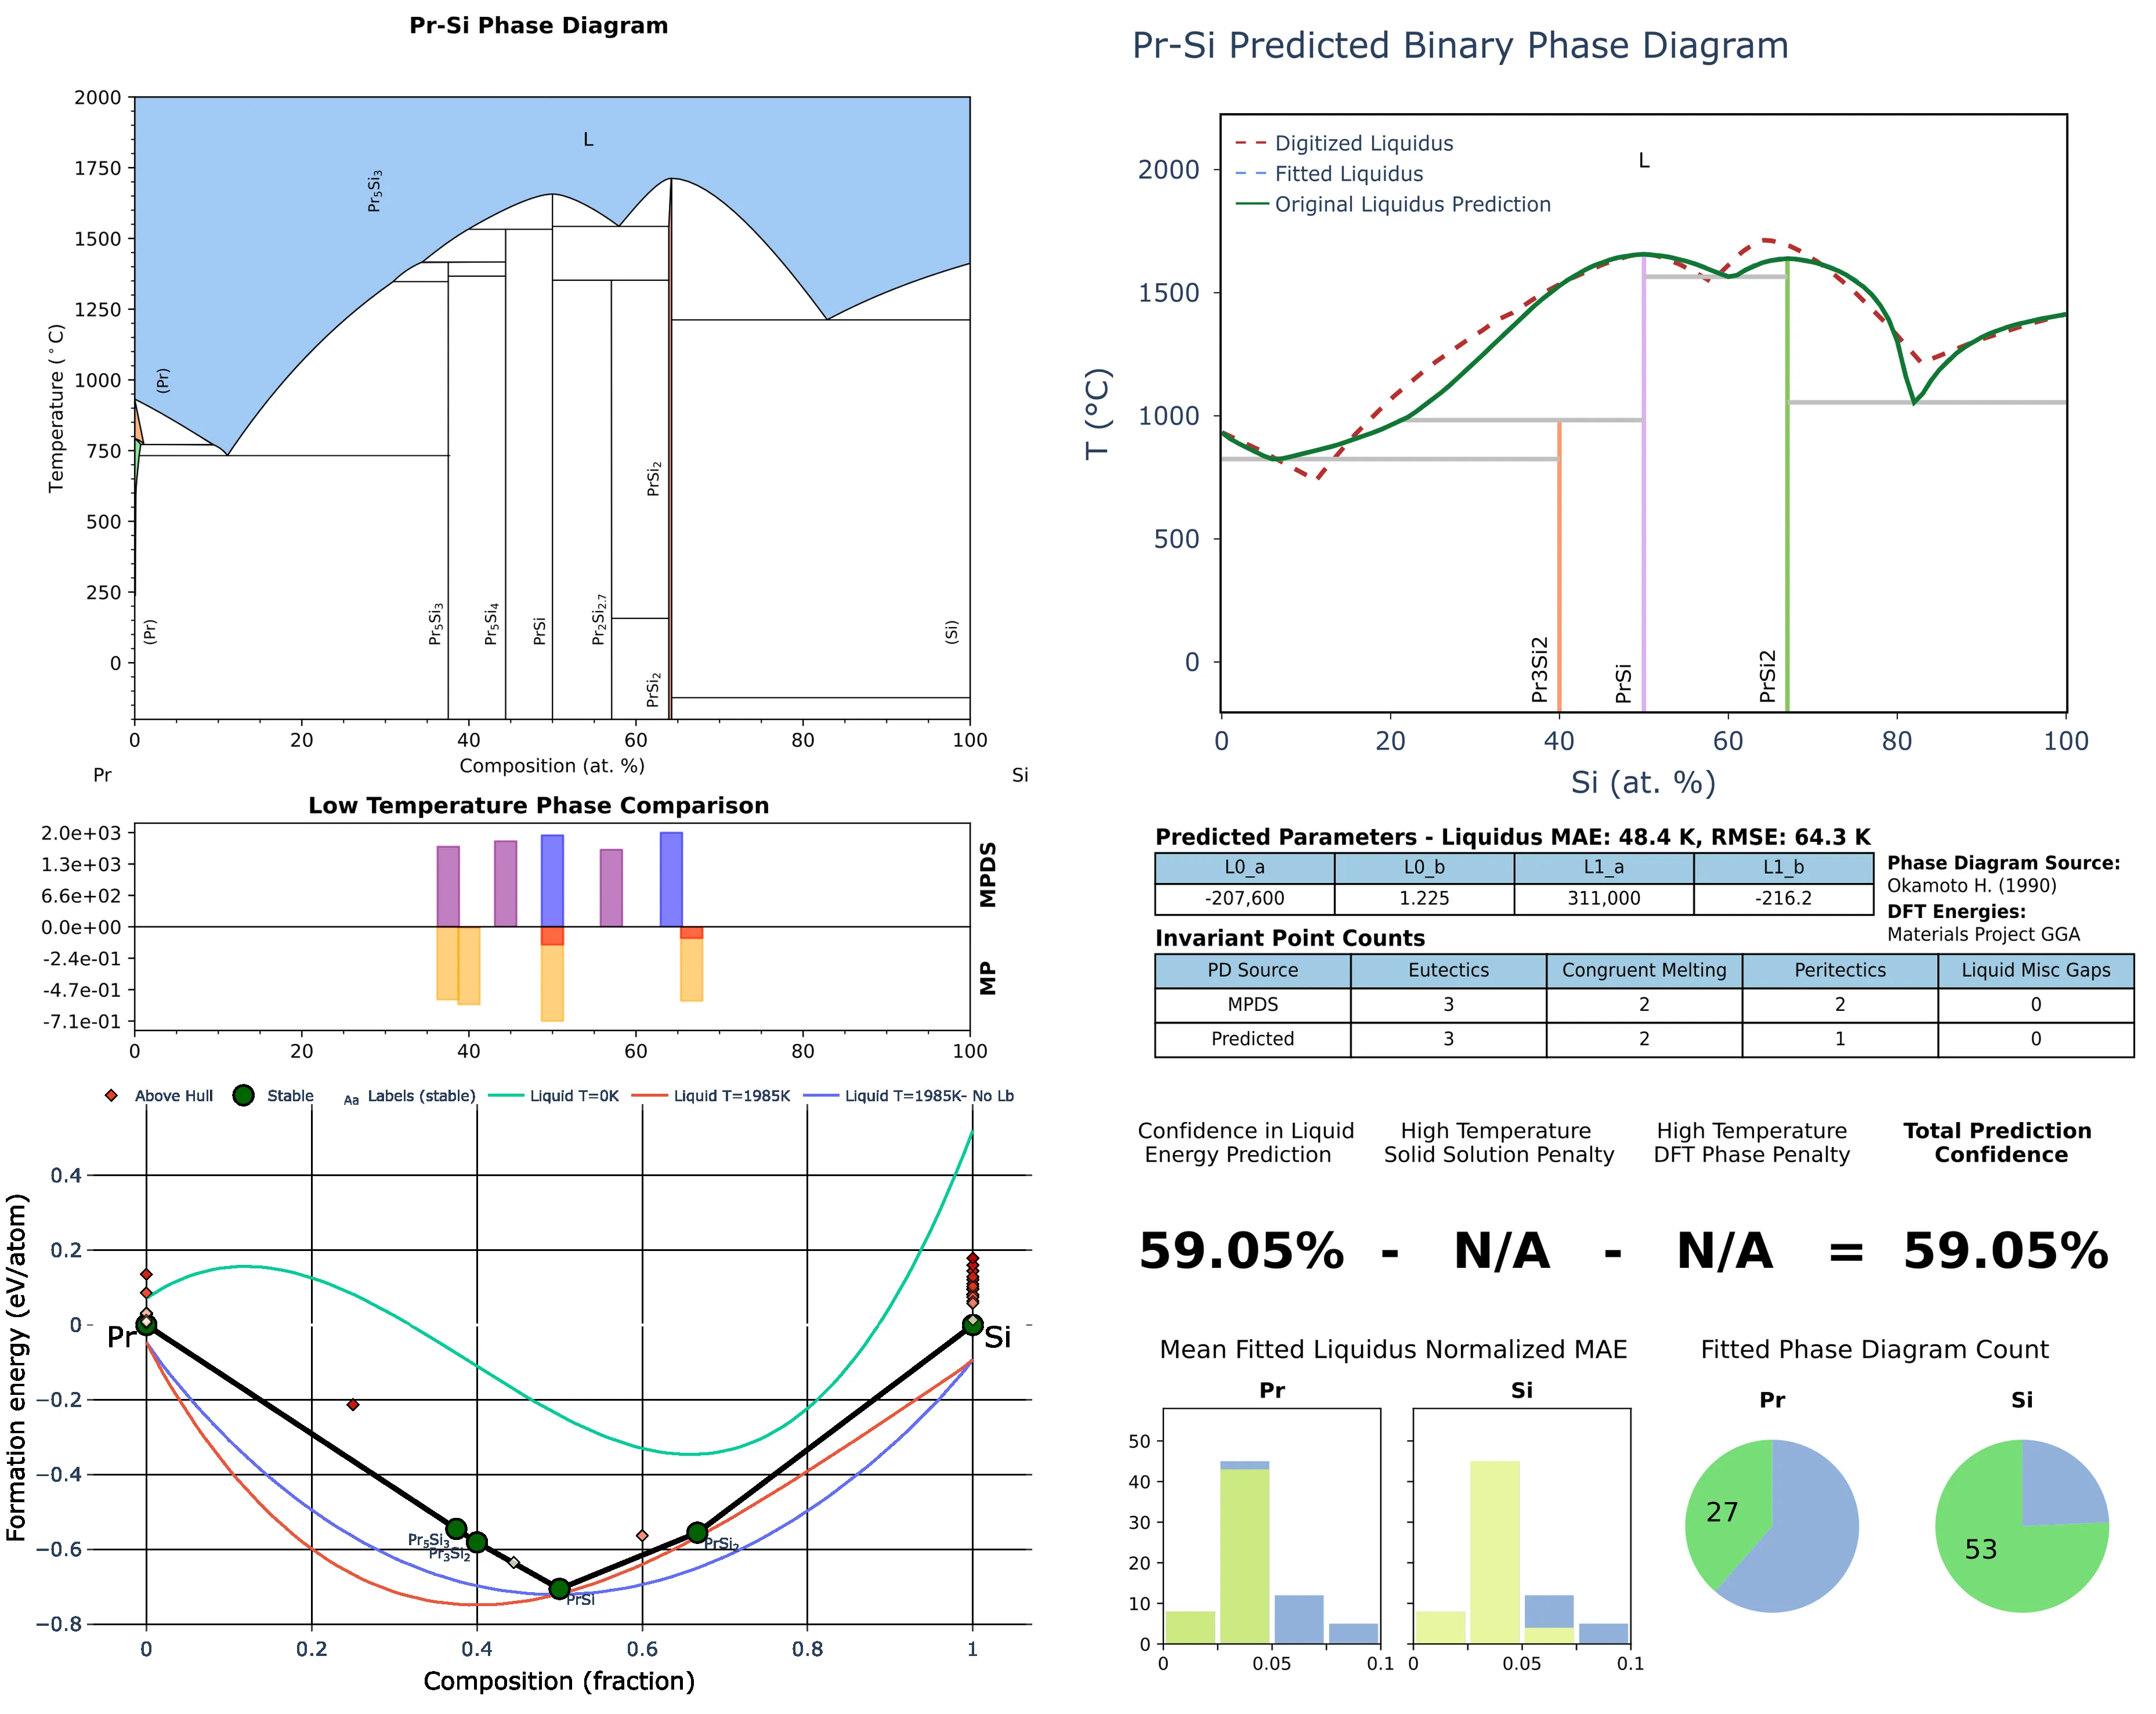 Pr-Si Phase Diagram
2000
1750
1500
1250
1000
750
500
250
0
Temperature (°C)
L
Pr5Si3
(Pr)
(Pr)
Pr5Si3
Pr5Si4
PrSi
Pr2Si2.7
PrSi2
PrSi2
(Si)
0 20 40 60 80 100
Composition (at. %)
Pr Si
Low Temperature Phase Comparison
2.0e+03
1.3e+03
6.6e+02
0.0e+00
-2.4e-01
-4.7e-01
-7.1e-01
MPDS
MP
0 20 40 60 80 100
Above Hull Stable Aa Labels (stable) Liquid T=0K Liquid T=1985K Liquid T=1985K- No Lb
0.4
0.2
0
−0.2
−0.4
−0.6
−0.8
Formation energy (eV/atom)
Pr
Si
Pr5Si3
Pr3Si2
PrSi
PrSi2
0 0.2 0.4 0.6 0.8 1
Composition (fraction)
Pr-Si Predicted Binary Phase Diagram
Digitized Liquidus
Fitted Liquidus
Original Liquidus Prediction
L
2000
1500
1000
500
0
T (°C)
Pr3Si2
PrSi
PrSi2
0 20 40 60 80 100
Si (at. %)
Predicted Parameters - Liquidus MAE: 48.4 K, RMSE: 64.3 K
L0_a L0_b L1_a L1_b
-207,600 1.225 311,000 -216.2
Phase Diagram Source:
Okamoto H. (1990)
DFT Energies:
Materials Project GGA
Invariant Point Counts
PD Source Eutectics Congruent Melting Peritectics Liquid Misc Gaps
MPDS 3 2 2 0
Predicted 3 2 1 0
Confidence in Liquid
Energy Prediction
High Temperature
Solid Solution Penalty
High Temperature
DFT Phase Penalty
Total Prediction
Confidence
59.05% - N/A - N/A = 59.05%
Mean Fitted Liquidus Normalized MAE
Pr Si
50
40
30
20
10
0
0 0.05 0.1
0 0.05 0.1
Fitted Phase Diagram Count
Pr Si
27
53